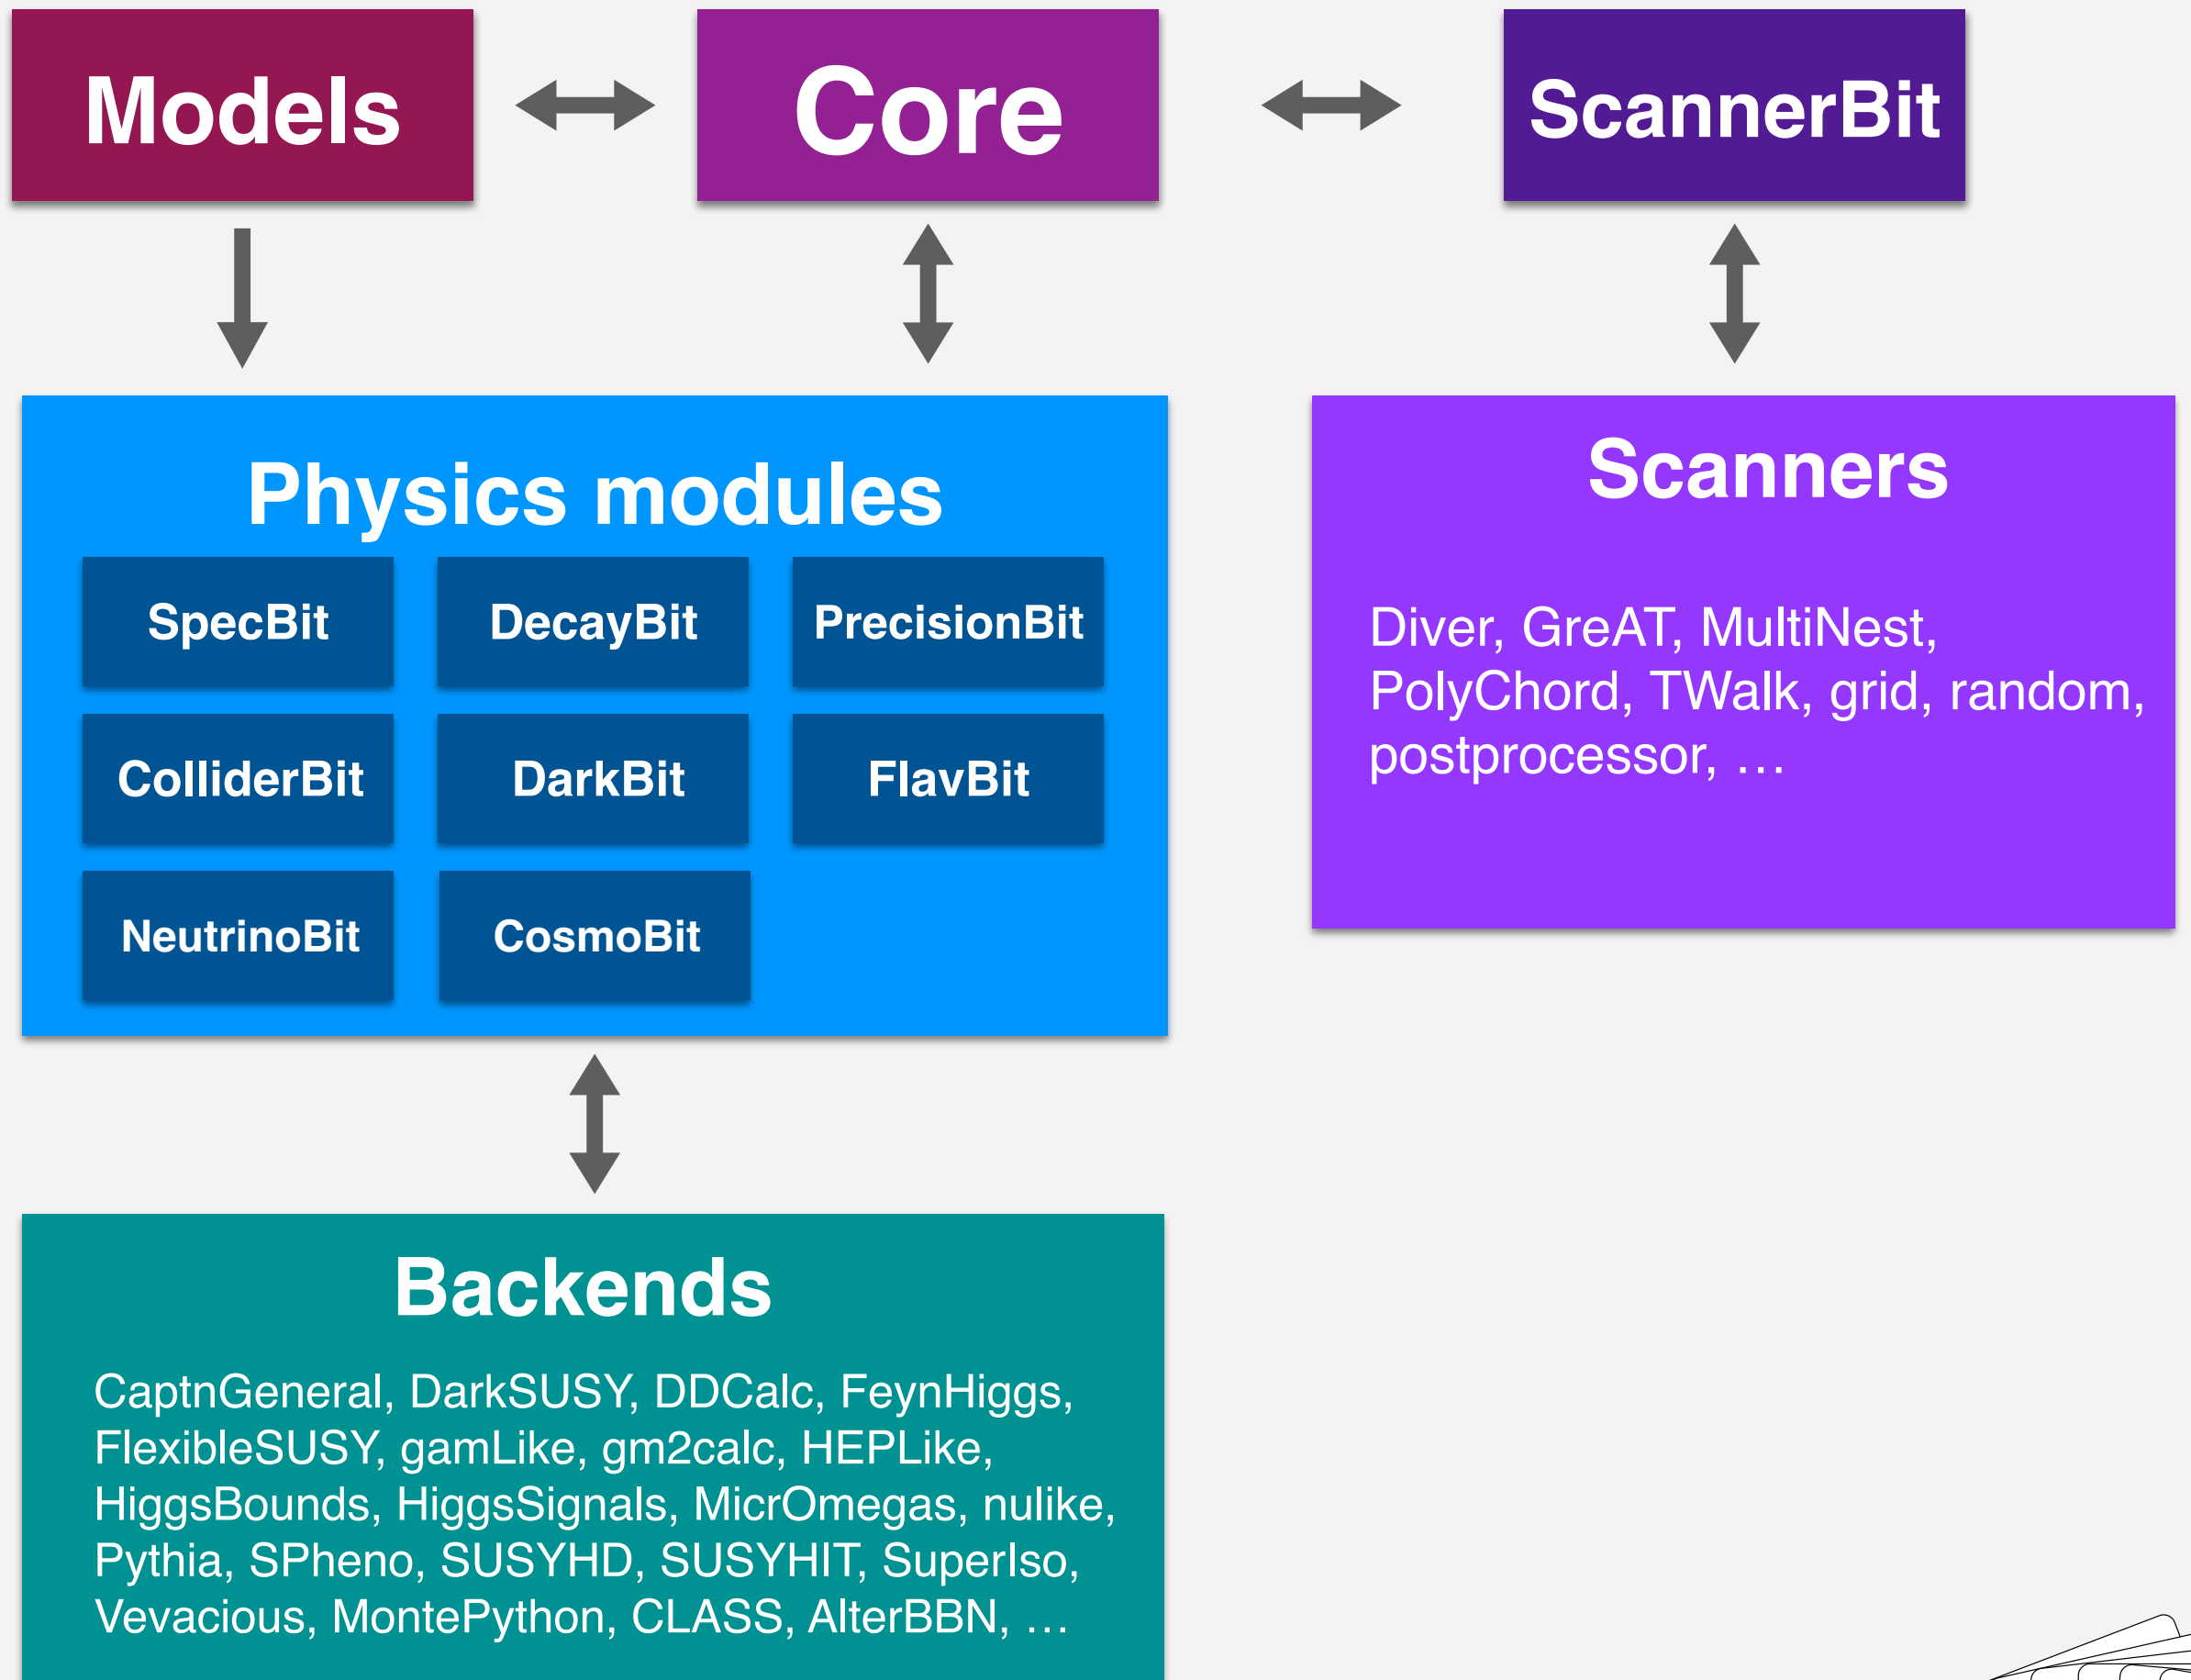 Models
Core
ScannerBit
Physics modules
SpecBit
DecayBit
PrecisionBit
ColliderBit
DarkBit
FlavBit
NeutrinoBit
CosmoBit
Scanners
Diver, GreAT, MultiNest,
PolyChord, TWalk, grid, random,
postprocessor, …
Backends
CaptnGeneral, DarkSUSY, DDCalc, FeynHiggs,
FlexibleSUSY, gamLike, gm2calc, HEPLike,
HiggsBounds, HiggsSignals, MicrOmegas, nulike,
Pythia, SPheno, SUSYHD, SUSYHIT, SuperIso,
Vevacious, MontePython, CLASS, AlterBBN, …